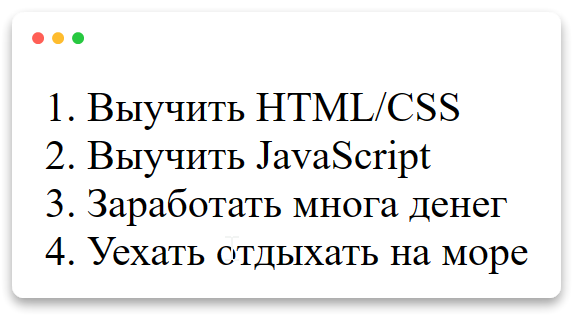 1. Выучить HTML/CSS
2. Выучить JavaScript
3. Заработать многа денег
4. Уехать отдыхать на море